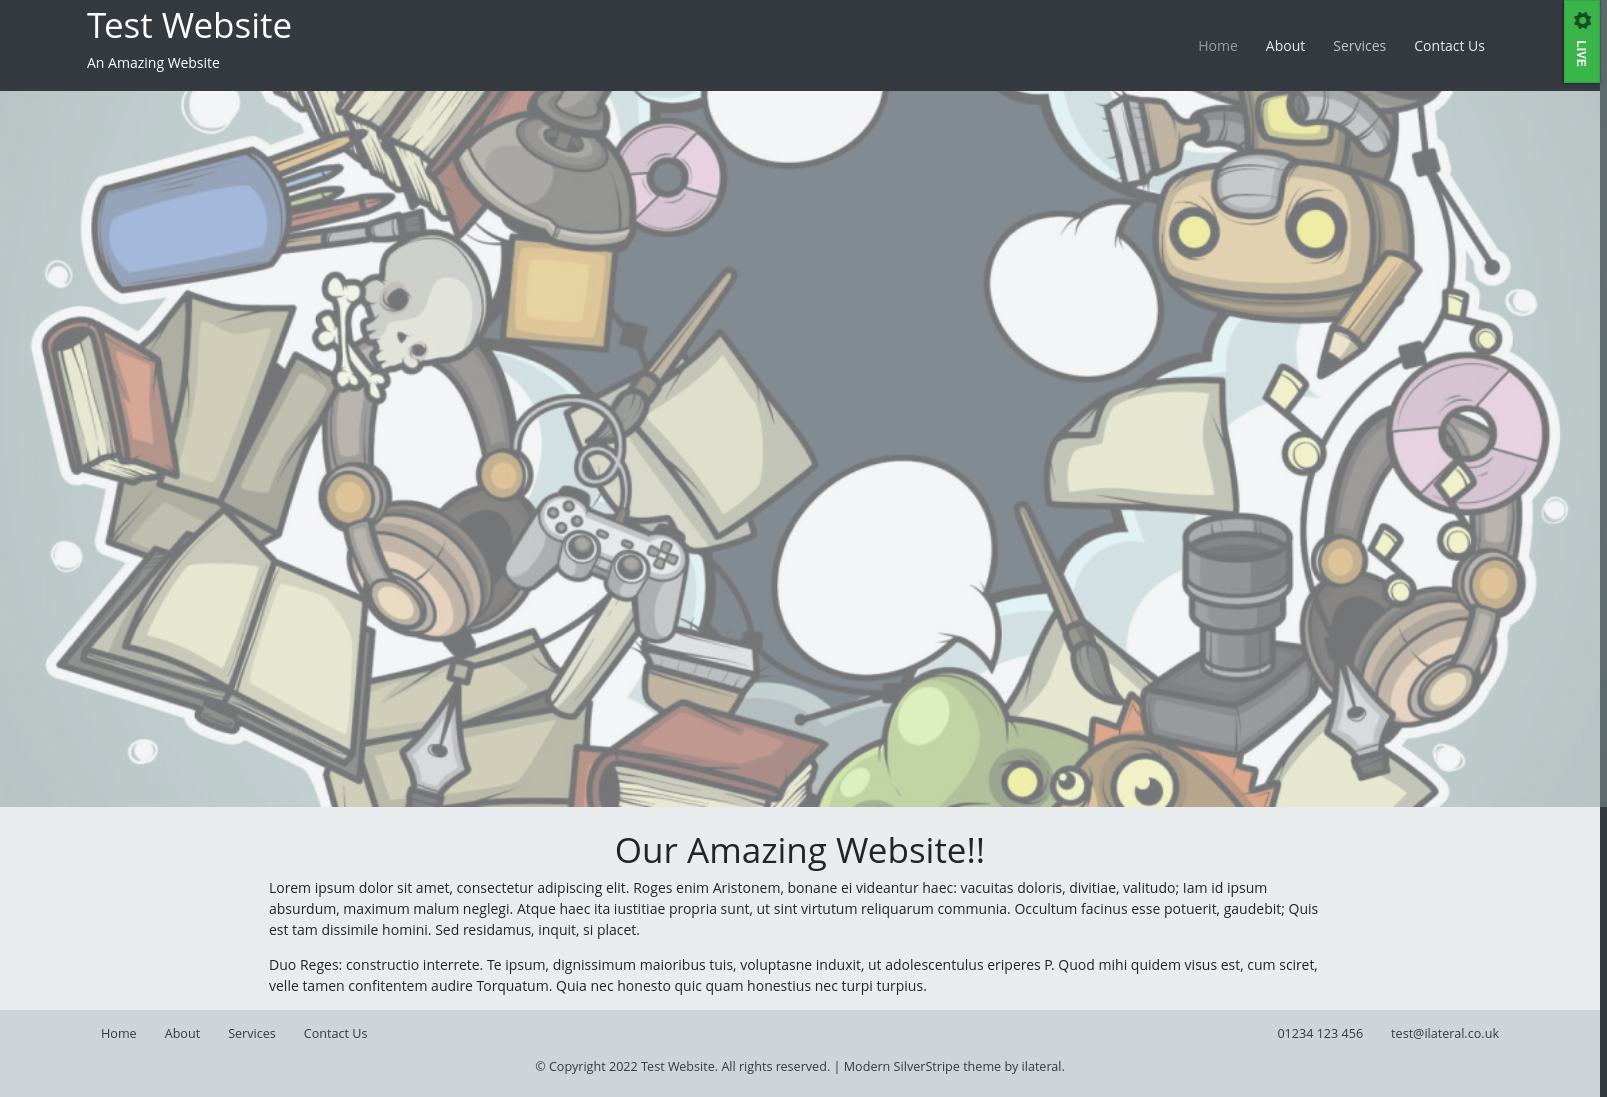 Test Website
An Amazing Website
Home About Services Contact Us
LIVE
Our Amazing Website!!
Lorem ipsum dolor sit amet, consectetur adipiscing elit. Roges enim Aristonem, bonane ei videantur haec: vacuitas doloris, divitiae, valitudo; Iam id ipsum
absurdum, maximum malum neglegi. Atque haec ita iustitiae propria sunt, ut sint virtutum reliquarum communia. Occultum facinus esse potuerit, gaudebit; Quis
est tam dissimile homini. Sed residamus, inquit, si placet.
Duo Reges: constructio interrete. Te ipsum, dignissimum maioribus tuis, voluptasne induxit, ut adolescentulus eriperes P. Quod mihi quidem visus est, cum sciret,
velle tamen confitentem audire Torquatum. Quia nec honesto quic quam honestius nec turpi turpius.
Home About Services Contact Us 01234 123 456 test@ilateral.co.uk
© Copyright 2022 Test Website. All rights reserved. | Modern SilverStripe theme by ilateral.